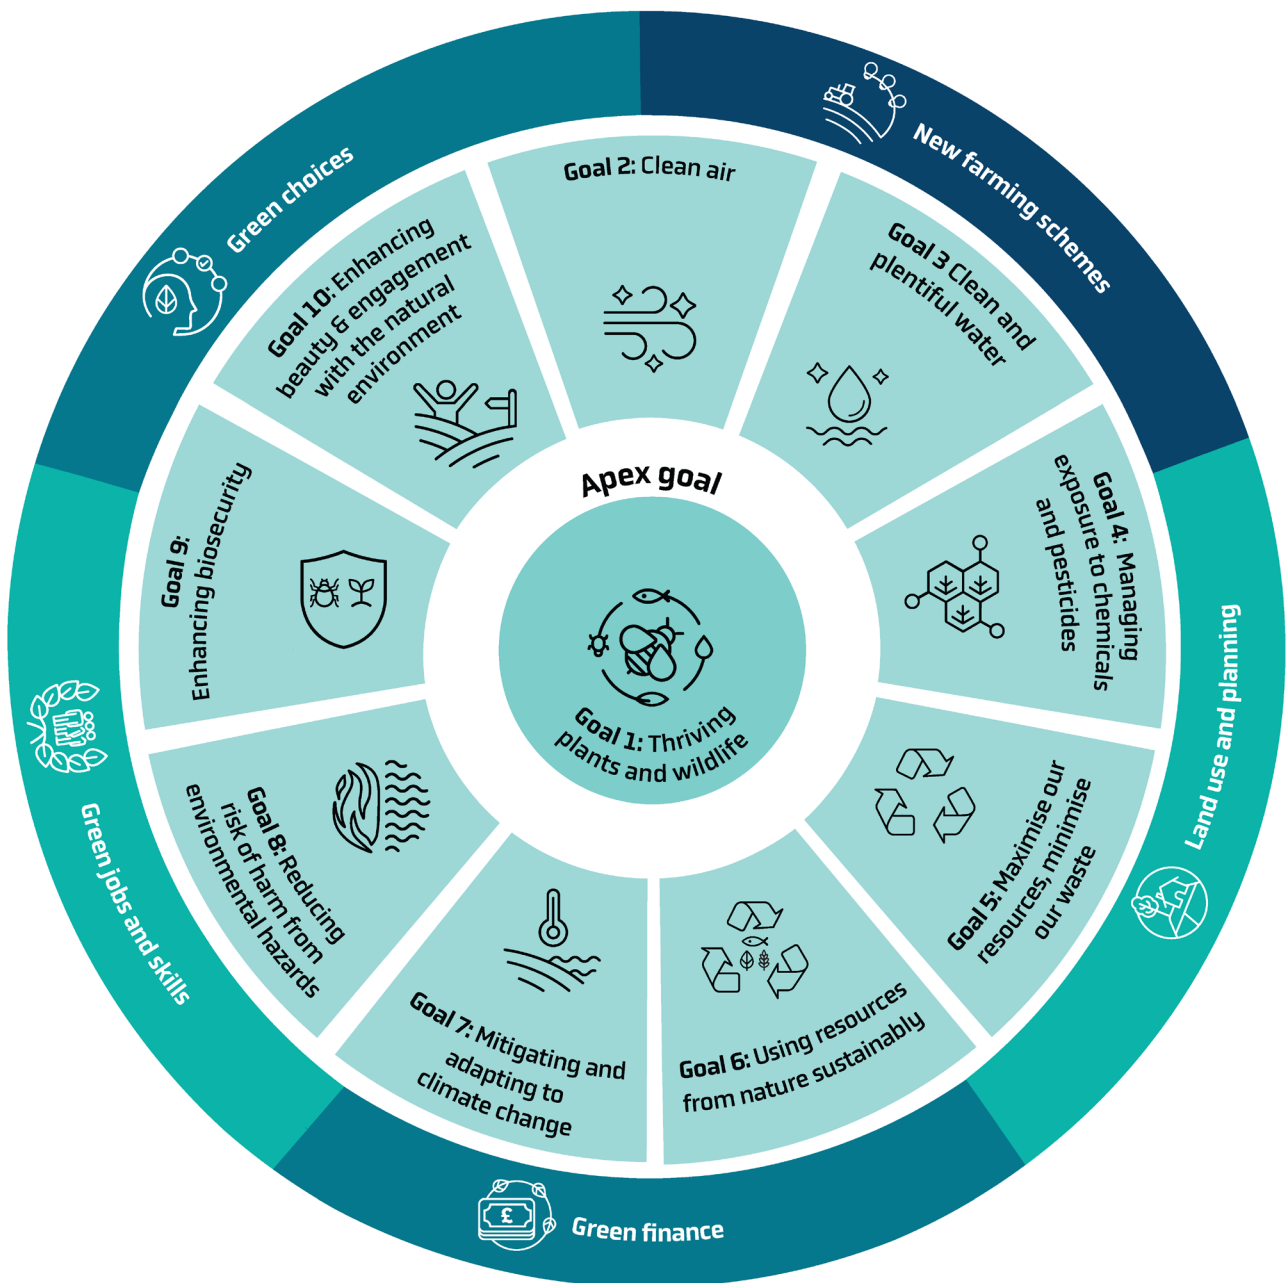 Green choices
New farming schemes
Land use and planning
Green finance
Green jobs and skills
Apex goal
Goal 1: Thriving
plants and wildlife
Goal 2: Clean air
Goal 3 Clean and
plentiful water
Goal 4: Managing
exposure to chemicals
and pesticides
Goal 5: Maximise our
resources, minimise
our waste
Goal 6: Using resources
from nature sustainably
Goal 7: Mitigating and
adapting to
climate change
Goal 8: Reducing
risk of harm from
environmental hazards
Goal 9:
Enhancing biosecurity
Goal 10: Enhancing
beauty & engagement
with the natural
environment
£